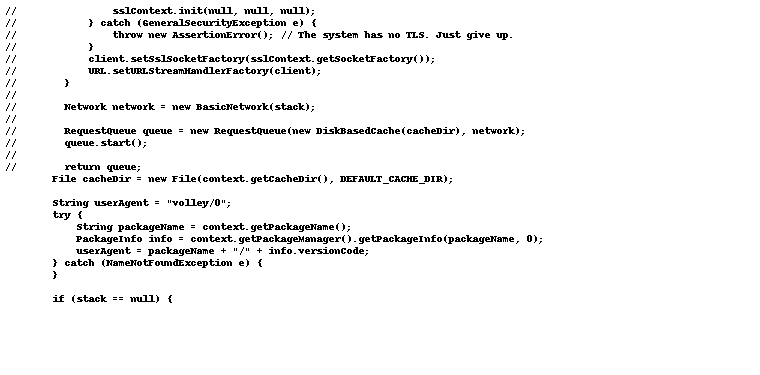 //                sslContext.init(null, null, null);
//            } catch (GeneralSecurityException e) {
//                throw new AssertionError(); // The system has no TLS. Just give up.
//            }
//            client.setSslSocketFactory(sslContext.getSocketFactory());
//            URL.setURLStreamHandlerFactory(client);
//        }
//
//        Network network = new BasicNetwork(stack);
//
//        RequestQueue queue = new RequestQueue(new DiskBasedCache(cacheDir), network);
//        queue.start();
//
//        return queue;
        File cacheDir = new File(context.getCacheDir(), DEFAULT_CACHE_DIR);

        String userAgent = "volley/0";
        try {
            String packageName = context.getPackageName();
            PackageInfo info = context.getPackageManager().getPackageInfo(packageName, 0);
            userAgent = packageName + "/" + info.versionCode;
        } catch (NameNotFoundException e) {
        }

        if (stack == null) {